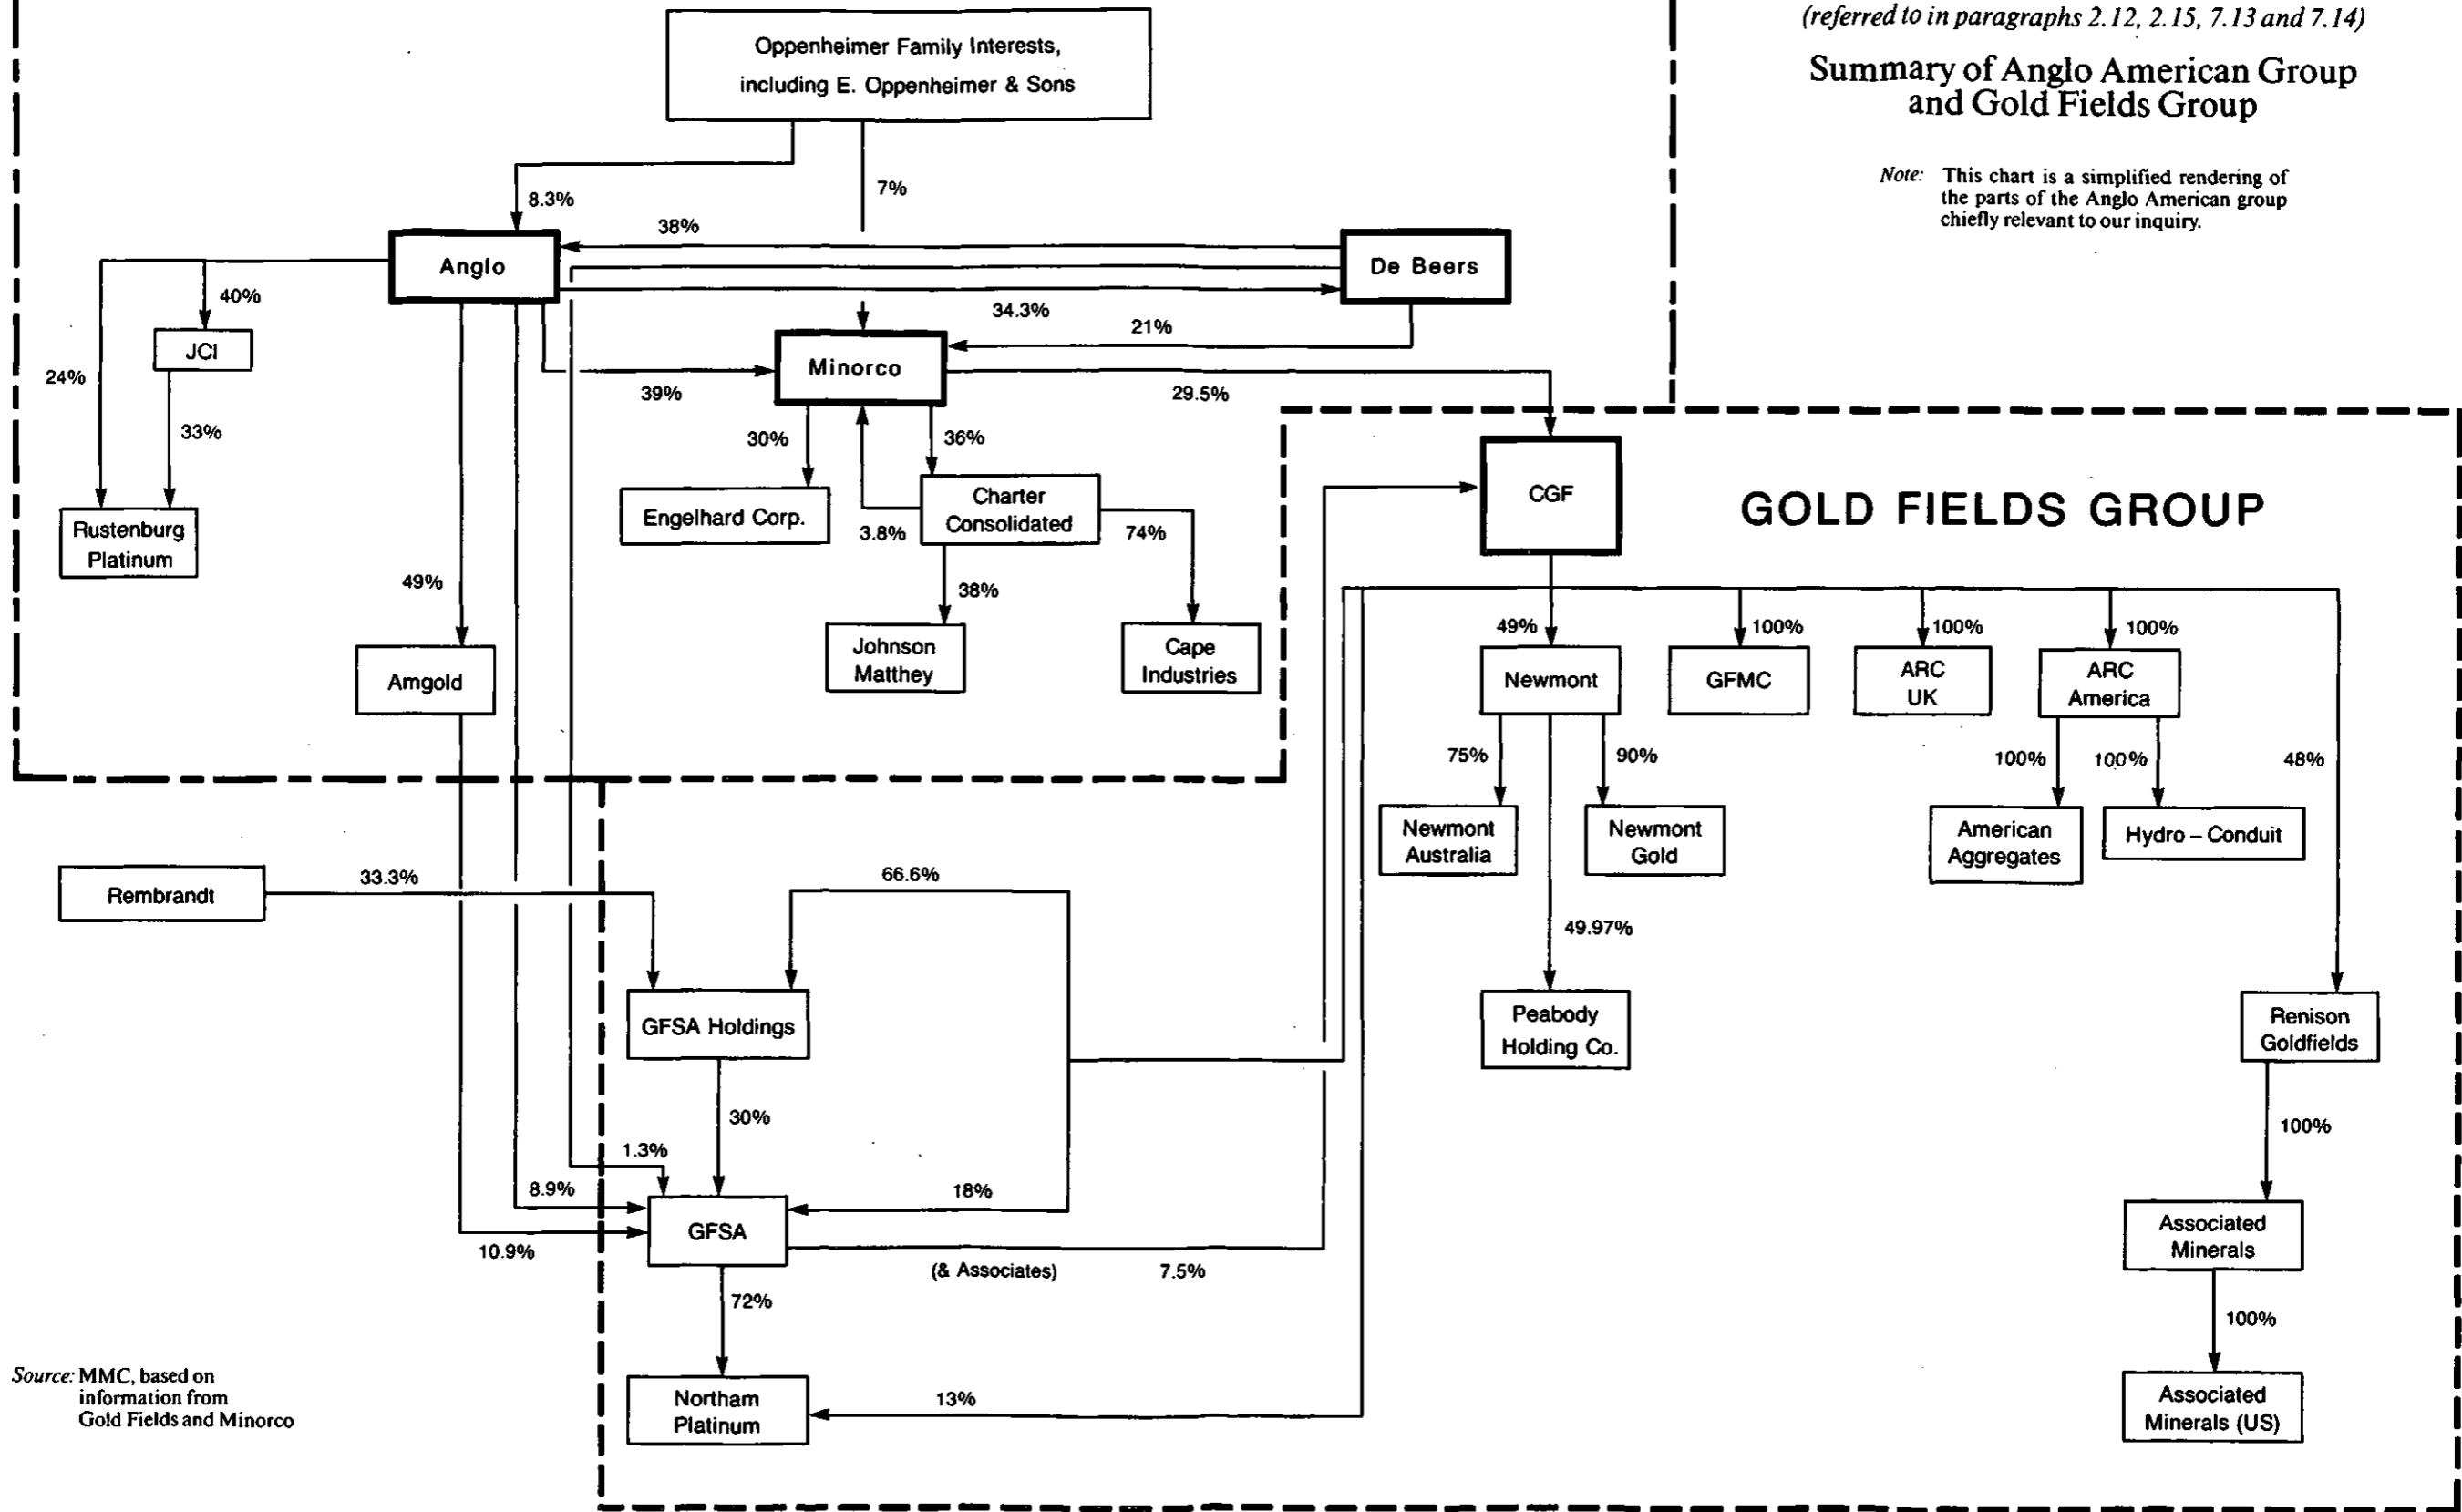 (referred to in paragraphs 2.12, 2.15, 7.13 and 7.14)
Summary of Anglo American Group
and Gold Fields Group
Note: This chart is a simplified rendering of
the parts of the Anglo American group
chiefly relevant to our inquiry.
Oppenheimer Family Interests,
including E. Oppenheimer & Sons
8.3%
7%
38%
Anglo
De Beers
40%
34.3%
21%
JCI
Minorco
24%
39%
29.5%
33%
30%
36%
Charter
Consolidated
Engelhard Corp.
3.8%
74%
CGF
GOLD FIELDS GROUP
Rustenburg
Platinum
49%
38%
Johnson
Matthey
Cape
Industries
Amgold
49%
100%
100%
100%
Newmont
GFMC
ARC
UK
ARC
America
75%
90%
100%
100%
48%
Newmont
Australia
Newmont
Gold
American
Aggregates
Hydro – Conduit
Rembrandt
33.3%
66.6%
49.97%
GFSA Holdings
Peabody
Holding Co.
Renison
Goldfields
30%
100%
1.3%
8.9%
18%
GFSA
10.9%
(& Associates)
7.5%
Associated
Minerals
72%
100%
Northam
Platinum
13%
Associated
Minerals (US)
Source: MMC, based on
information from
Gold Fields and Minorco